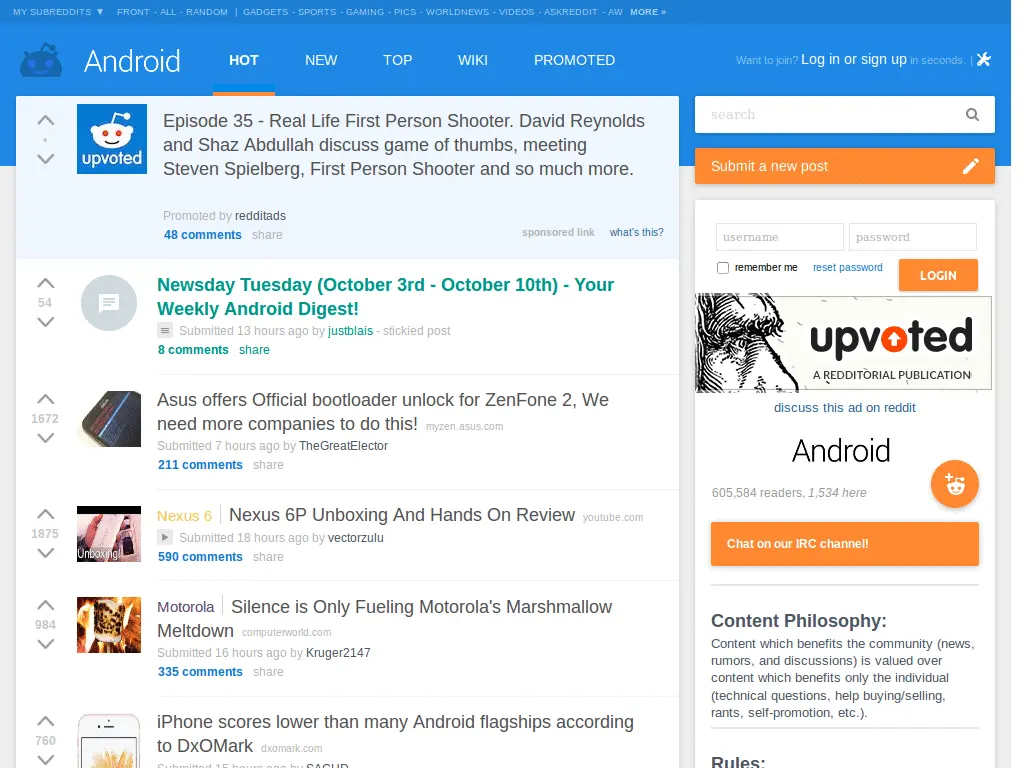 MY SUBREDDITS ▼ FRONT - ALL - RANDOM | GADGETS - SPORTS - GAMING - PICS - WORLDNEWS - VIDEOS - ASKREDDIT - AW MORE »
Android HOT NEW TOP WIKI PROMOTED Want to join? Log in or sign up in seconds. |
upvoted
Episode 35 - Real Life First Person Shooter. David Reynolds
and Shaz Abdullah discuss game of thumbs, meeting
Steven Spielberg, First Person Shooter and so much more.
Promoted by redditads
48 comments share
sponsored link what's this?
54
Newsday Tuesday (October 3rd - October 10th) - Your
Weekly Android Digest!
Submitted 13 hours ago by justblais - stickied post
8 comments share
1672
Asus offers Official bootloader unlock for ZenFone 2, We
need more companies to do this! myzen.asus.com
Submitted 7 hours ago by TheGreatElector
211 comments share
1875
Unboxing!
Nexus 6 Nexus 6P Unboxing And Hands On Review youtube.com
Submitted 18 hours ago by vectorzulu
590 comments share
984
Motorola Silence is Only Fueling Motorola's Marshmallow
Meltdown computerworld.com
Submitted 16 hours ago by Kruger2147
335 comments share
760
iPhone scores lower than many Android flagships according
to DxOMark dxomark.com
Submitted 15 hours ago by SACHD
search
Submit a new post
username password
remember me reset password LOGIN
upvoted
A REDDITORIAL PUBLICATION
discuss this ad on reddit
Android
605,584 readers, 1,534 here
Chat on our IRC channel!
Content Philosophy:
Content which benefits the community (news,
rumors, and discussions) is valued over
content which benefits only the individual
(technical questions, help buying/selling,
rants, self-promotion, etc.).
Rules: